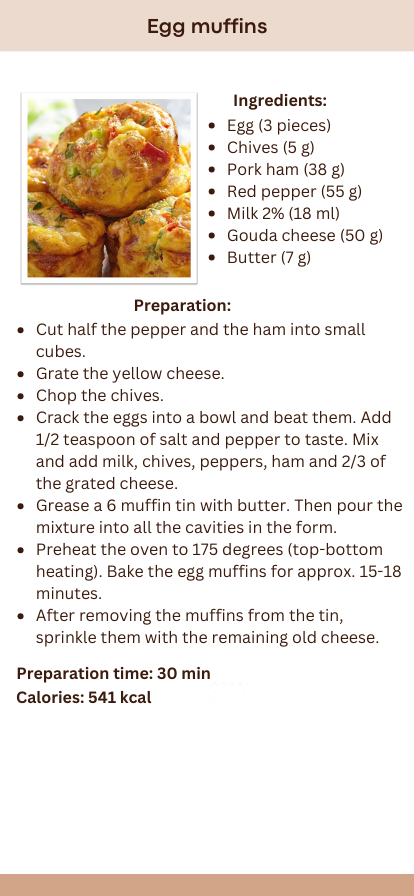 Egg muffins
Ingredients:
• Egg (3 pieces)
• Chives (5 g)
• Pork ham (38 g)
• Red pepper (55 g)
• Milk 2% (18 ml)
• Gouda cheese (50 g)
• Butter (7 g)
Preparation:
• Cut half the pepper and the ham into small
cubes.
• Grate the yellow cheese.
• Chop the chives.
• Crack the eggs into a bowl and beat them. Add
1/2 teaspoon of salt and pepper to taste. Mix
and add milk, chives, peppers, ham and 2/3 of
the grated cheese.
• Grease a 6 muffin tin with butter. Then pour the
mixture into all the cavities in the form.
• Preheat the oven to 175 degrees (top-bottom
heating). Bake the egg muffins for approx. 15-18
minutes.
• After removing the muffins from the tin,
sprinkle them with the remaining old cheese.
Preparation time: 30 min
Calories: 541 kcal